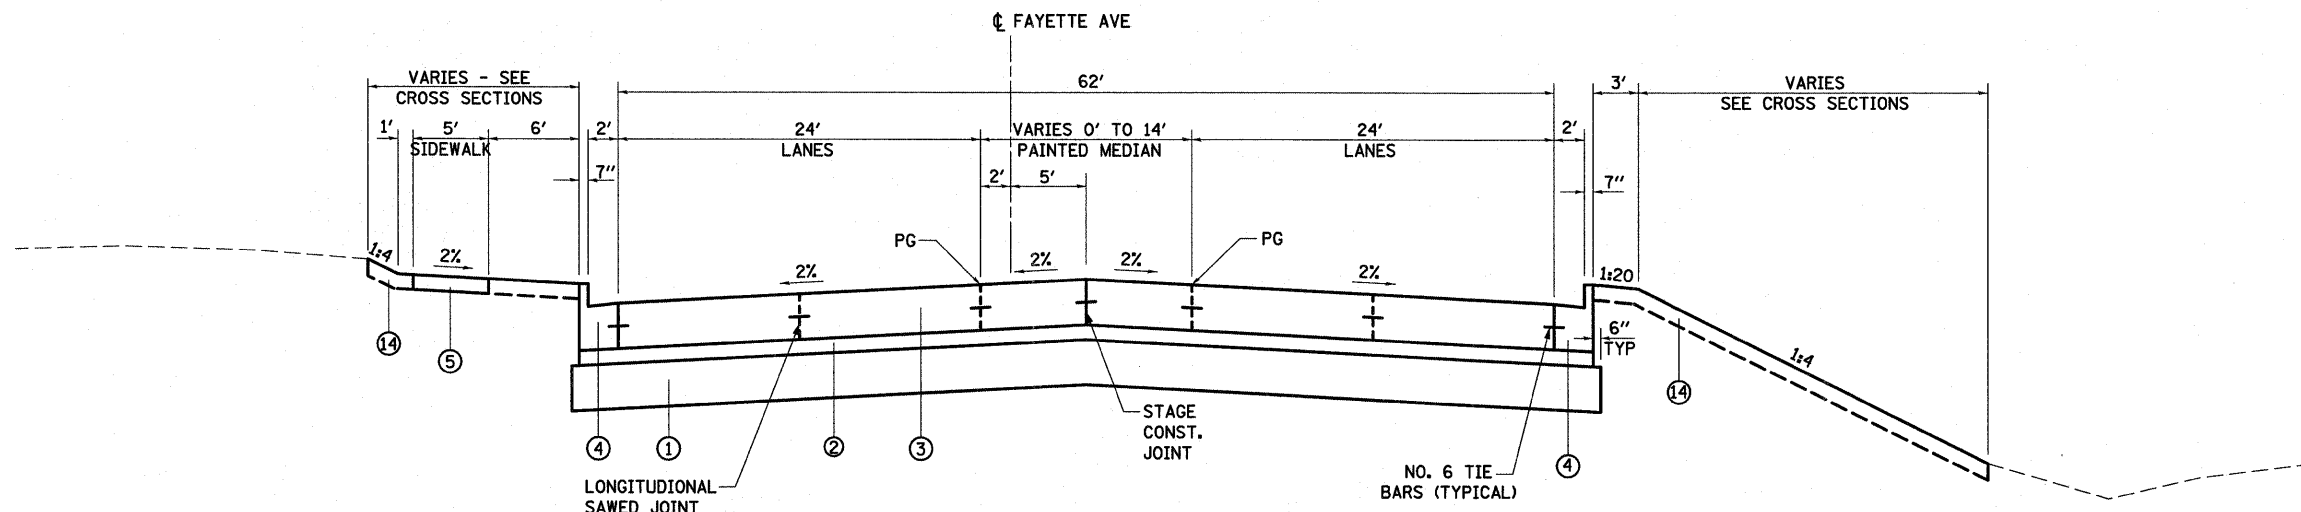 ℄ FAYETTE AVE
VARIES - SEE
CROSS SECTIONS
62'
3'
VARIES
SEE CROSS SECTIONS
1'
5'
SIDEWALK
6'
2'
24'
LANES
VARIES 0' TO 14'
PAINTED MEDIAN
24'
LANES
2'
7"
2'
5'
7"
PG
PG
1:4
2%
2%
2%
2%
2%
1:20
6"
TYP
1:4
14
5
14
STAGE
CONST.
JOINT
4
1
2
3
4
LONGITUDIONAL
SAWED JOINT
NO. 6 TIE
BARS (TYPICAL)